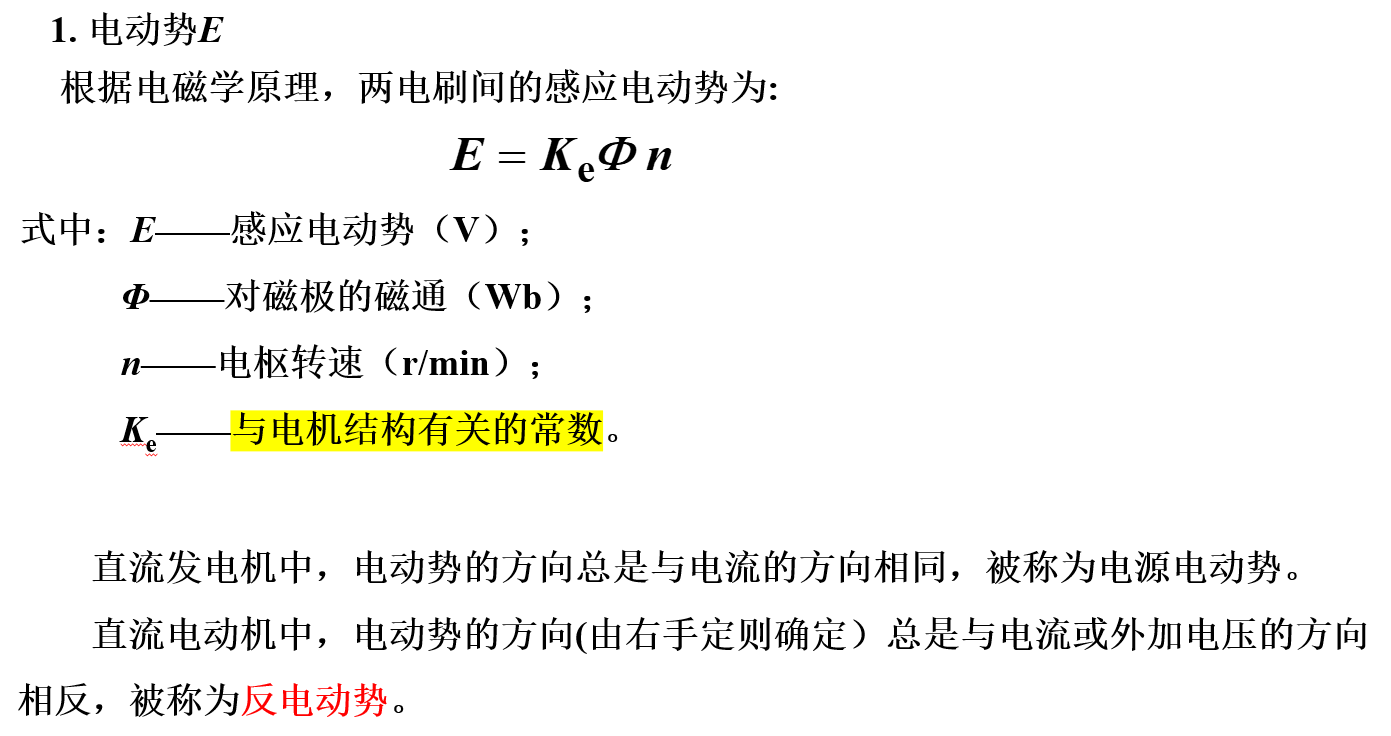 1. 电动势E
根据电磁学原理，两电刷间的感应电动势为:
E = KeΦ n
式中：E——感应电动势（V）；
Φ——对磁极的磁通（Wb）；
n——电枢转速（r/min）；
Ke——与电机结构有关的常数。
直流发电机中，电动势的方向总是与电流的方向相同，被称为电源电动势。
直流电动机中，电动势的方向(由右手定则确定）总是与电流或外加电压的方向
相反，被称为反电动势。